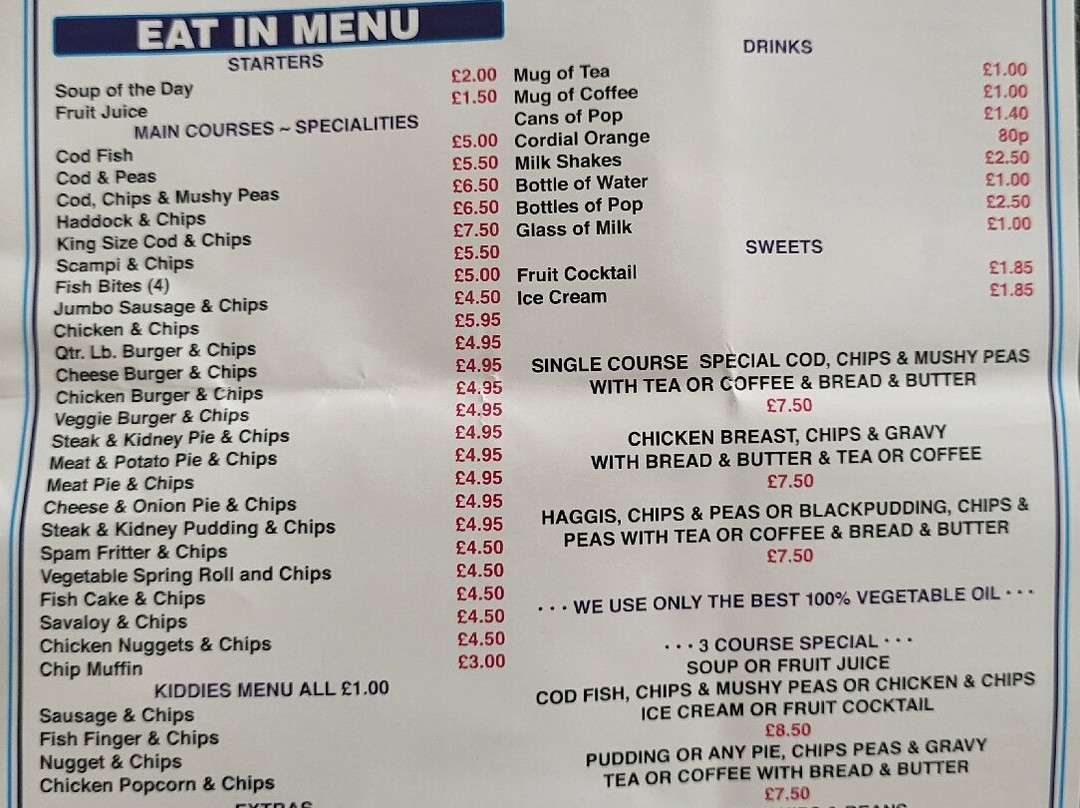 EAT IN MENU
STARTERS
Soup of the Day £2.00
Fruit Juice £1.50
MAIN COURSES ~ SPECIALITIES
Cod Fish £5.00
Cod & Peas £5.50
Cod, Chips & Mushy Peas £6.50
Haddock & Chips £6.50
King Size Cod & Chips £7.50
Scampi & Chips £5.50
Fish Bites (4) £5.00
Jumbo Sausage & Chips £4.50
Chicken & Chips £5.95
Qtr. Lb. Burger & Chips £4.95
Cheese Burger & Chips £4.95
Chicken Burger & Chips £4.95
Veggie Burger & Chips £4.95
Steak & Kidney Pie & Chips £4.95
Meat & Potato Pie & Chips £4.95
Meat Pie & Chips £4.95
Cheese & Onion Pie & Chips £4.95
Steak & Kidney Pudding & Chips £4.95
Spam Fritter & Chips £4.50
Vegetable Spring Roll and Chips £4.50
Fish Cake & Chips £4.50
Savaloy & Chips £4.50
Chicken Nuggets & Chips £4.50
Chip Muffin £3.00
KIDDIES MENU ALL £1.00
Sausage & Chips
Fish Finger & Chips
Nugget & Chips
Chicken Popcorn & Chips
EXTRAS
DRINKS
Mug of Tea £1.00
Mug of Coffee £1.00
Cans of Pop £1.40
Cordial Orange 80p
Milk Shakes £2.50
Bottle of Water £1.00
Bottles of Pop £2.50
Glass of Milk £1.00
SWEETS
Fruit Cocktail £1.85
Ice Cream £1.85
SINGLE COURSE SPECIAL COD, CHIPS & MUSHY PEAS
WITH TEA OR COFFEE & BREAD & BUTTER
£7.50
CHICKEN BREAST, CHIPS & GRAVY
WITH BREAD & BUTTER & TEA OR COFFEE
£7.50
HAGGIS, CHIPS & PEAS OR BLACKPUDDING, CHIPS &
PEAS WITH TEA OR COFFEE & BREAD & BUTTER
£7.50
· · · WE USE ONLY THE BEST 100% VEGETABLE OIL · · ·
· · · 3 COURSE SPECIAL · · ·
SOUP OR FRUIT JUICE
COD FISH, CHIPS & MUSHY PEAS OR CHICKEN & CHIPS
ICE CREAM OR FRUIT COCKTAIL
£8.50
PUDDING OR ANY PIE, CHIPS PEAS & GRAVY
TEA OR COFFEE WITH BREAD & BUTTER
£7.50